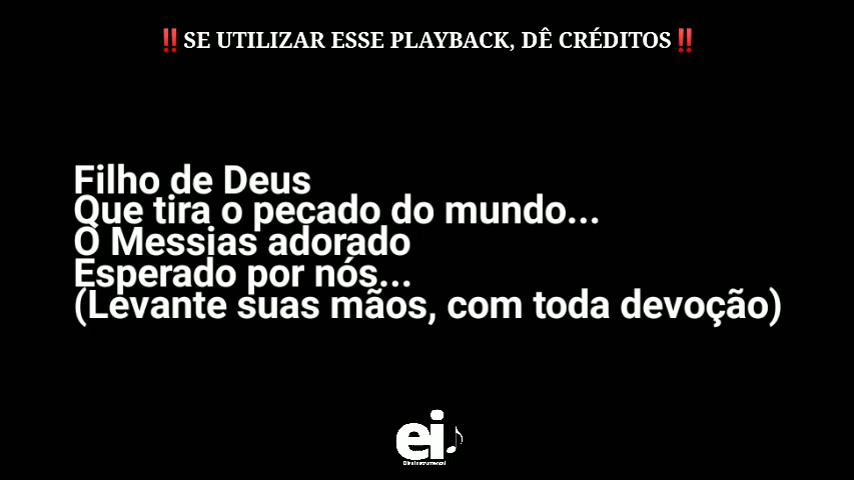 ‼️SE UTILIZAR ESSE PLAYBACK, DÊ CRÉDITOS‼️
Filho de Deus
Que tira o pecado do mundo...
O Messias adorado
Esperado por nós...
(Levante suas mãos, com toda devoção)
ei